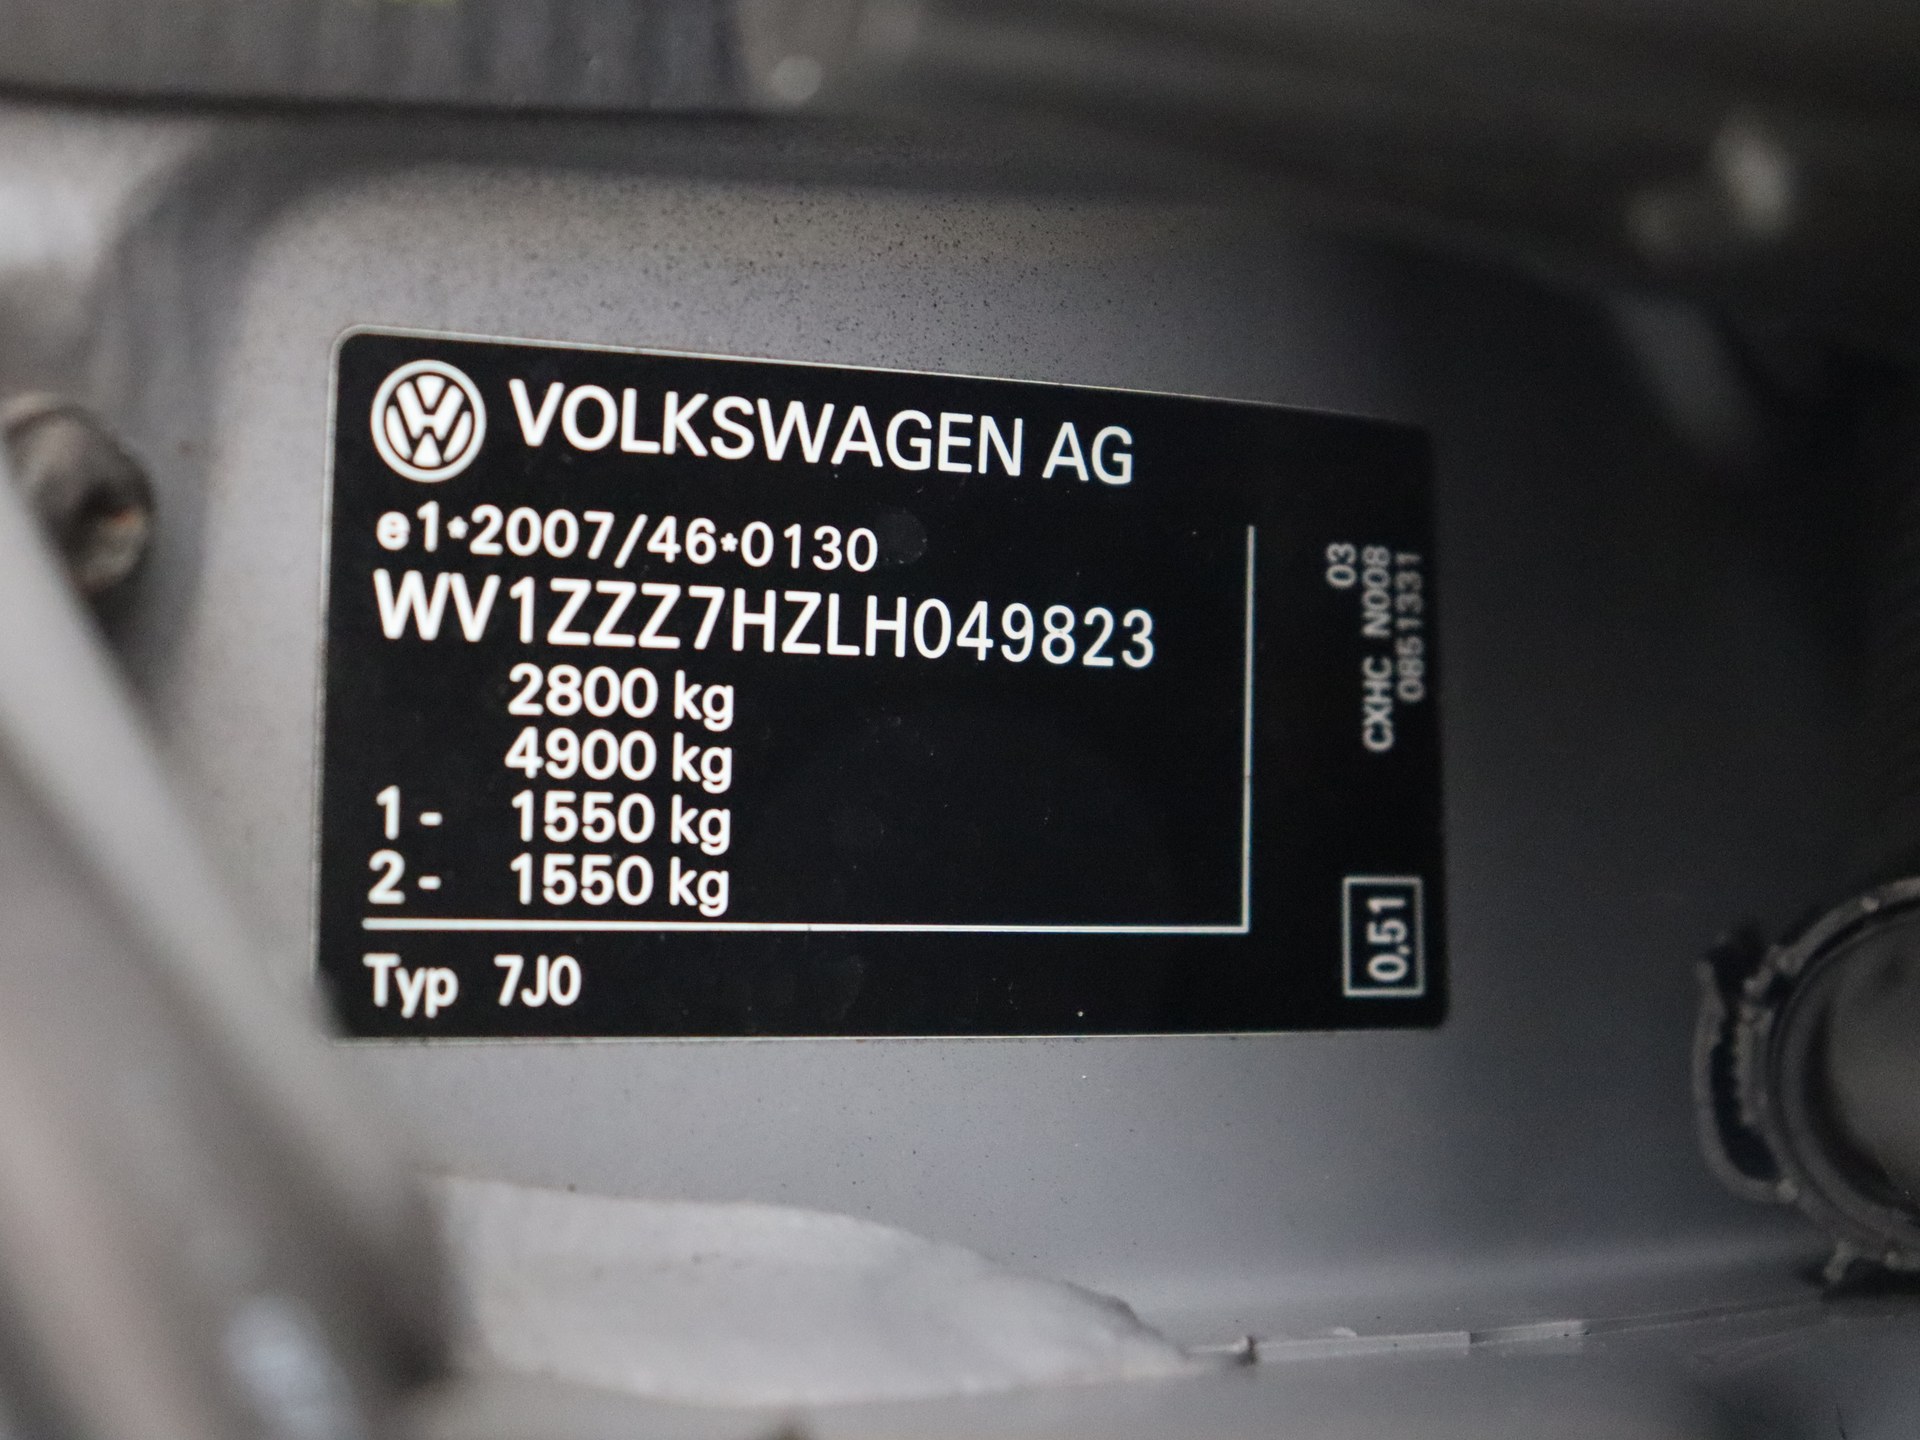 VOLKSWAGEN AG
e1*2007/46*0130
WV1ZZZ7HZLH049823
2800 kg
4900 kg
1 - 1550 kg
2 - 1550 kg
Typ 7J0
03
CXHC N008
0851331
0,51